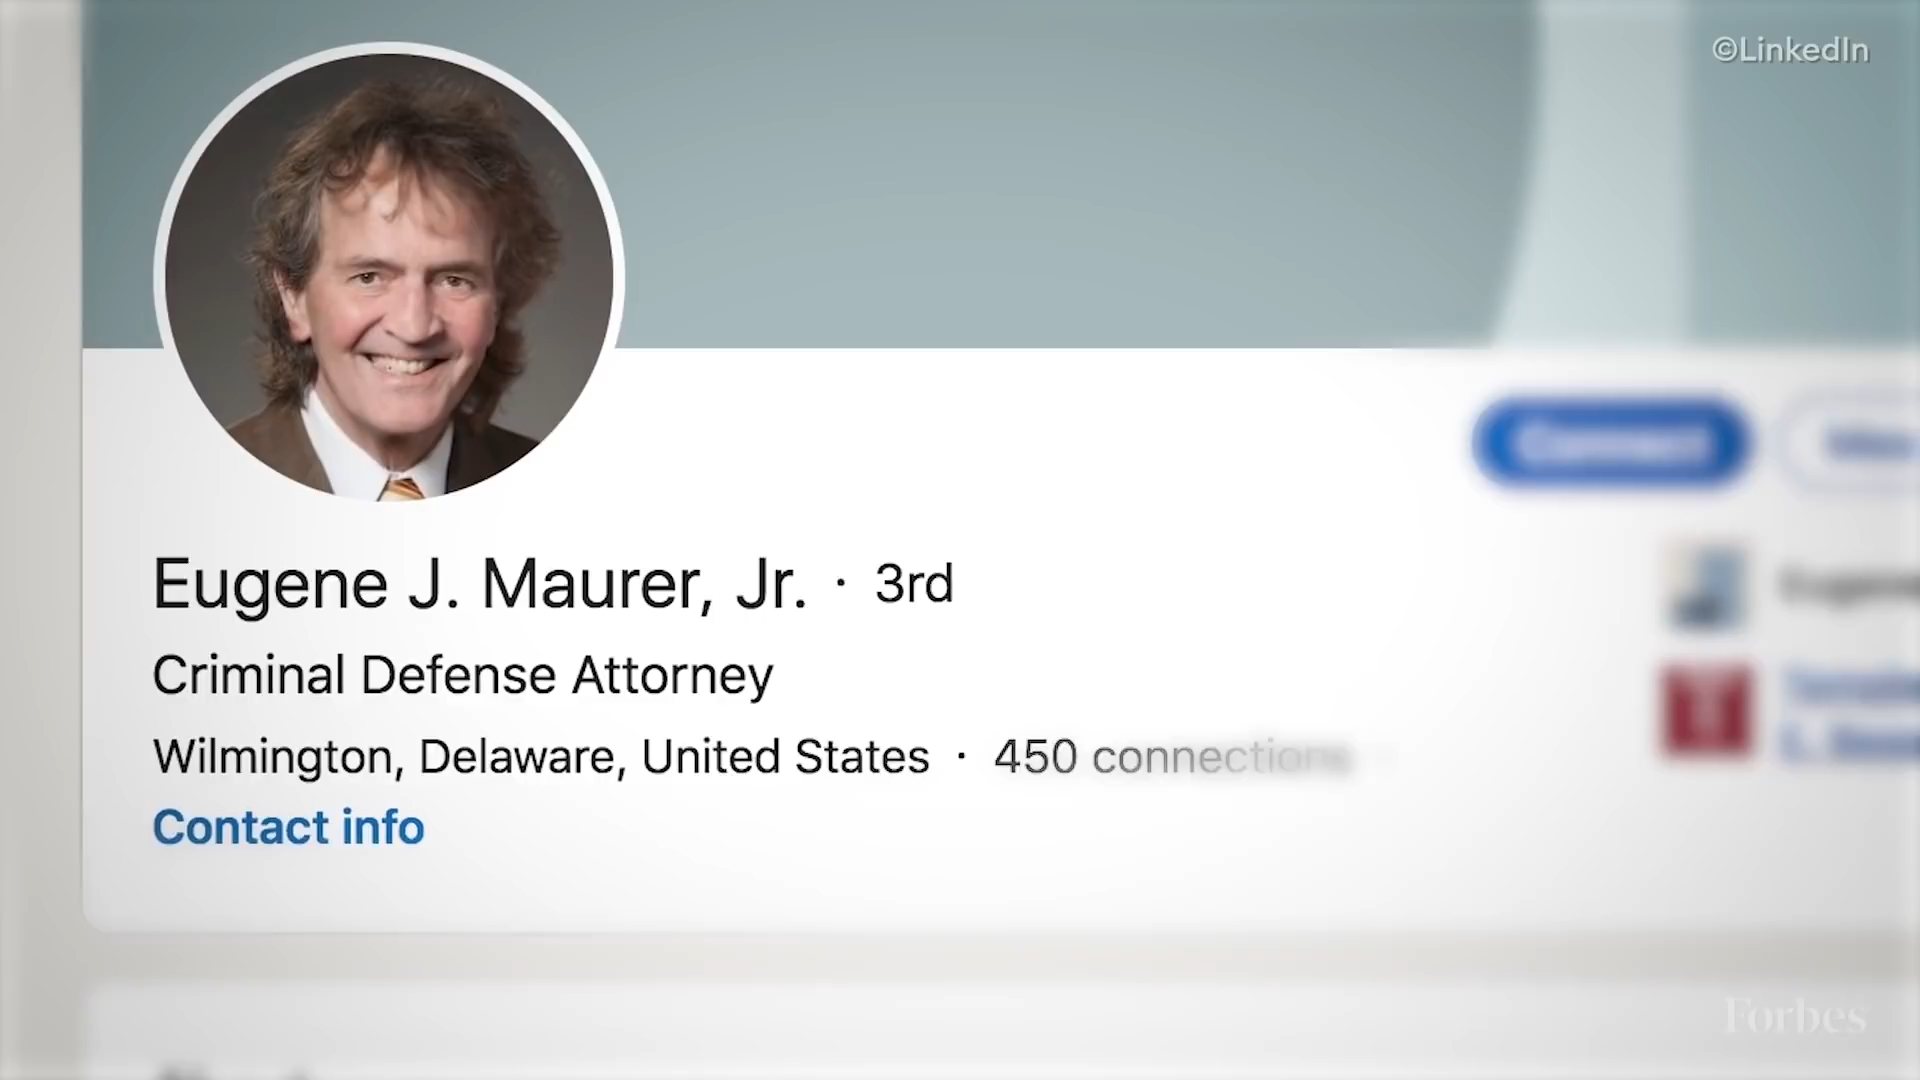 ©LinkedIn
Eugene J. Maurer, Jr. · 3rd
Criminal Defense Attorney
Wilmington, Delaware, United States · 450 connections
Contact info
Forbes